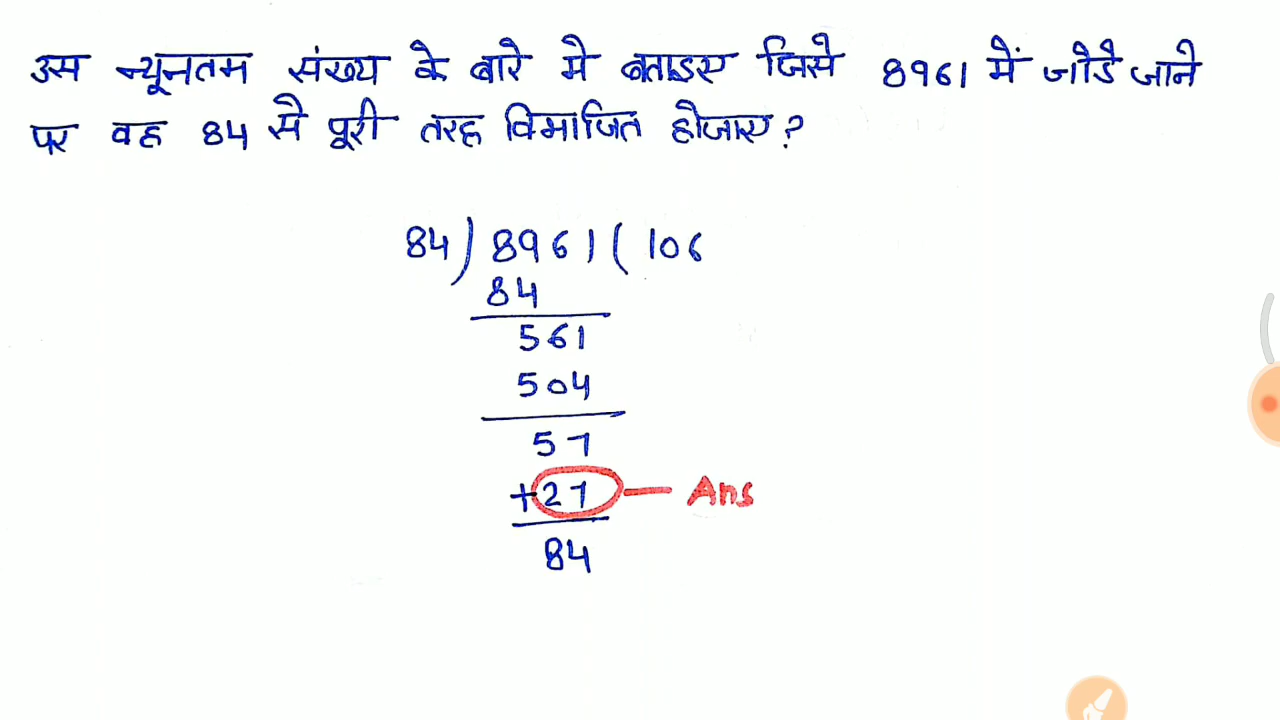 उस न्यूनतम संख्य के बारे मे बताइए जिसे 8961 में जोडे जाने
पर वह 84 से पूरी तरह विभाजित होजाए ?
84 ) 8961 ( 106
84
561
504
57
+27 — Ans
84